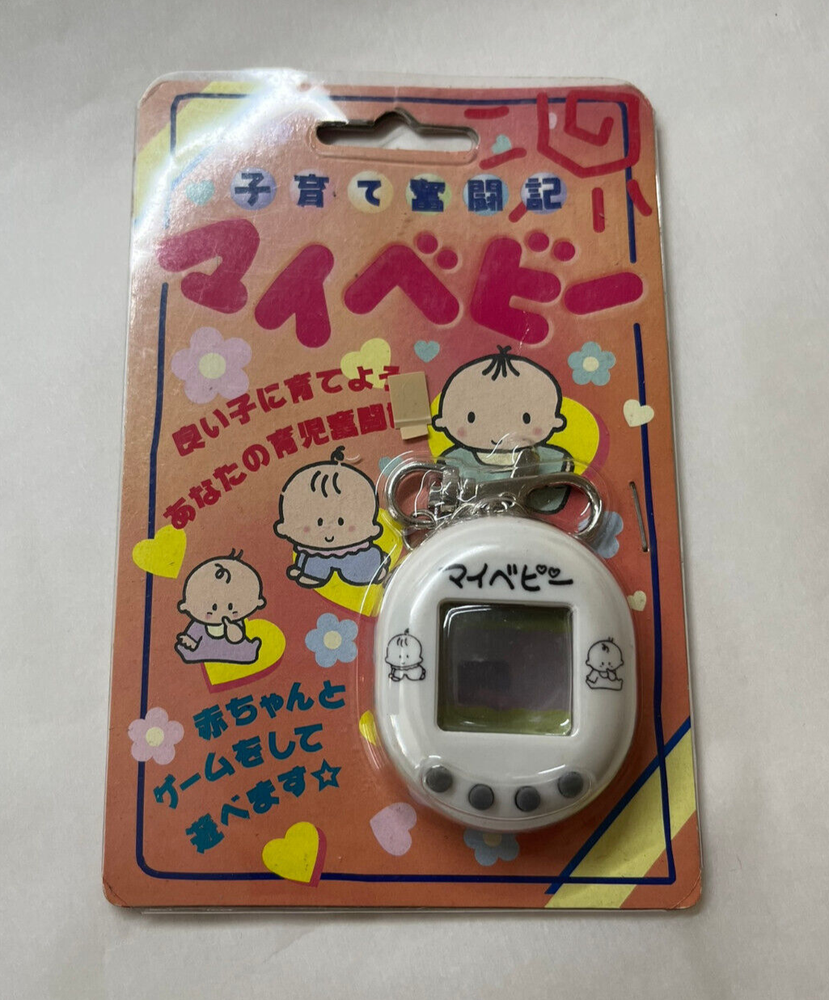 子育て奮闘記
マイベビー
良い子に育てよう
あなたの育児奮闘
マイベビー
赤ちゃんと
ゲームをして
遊べます☆